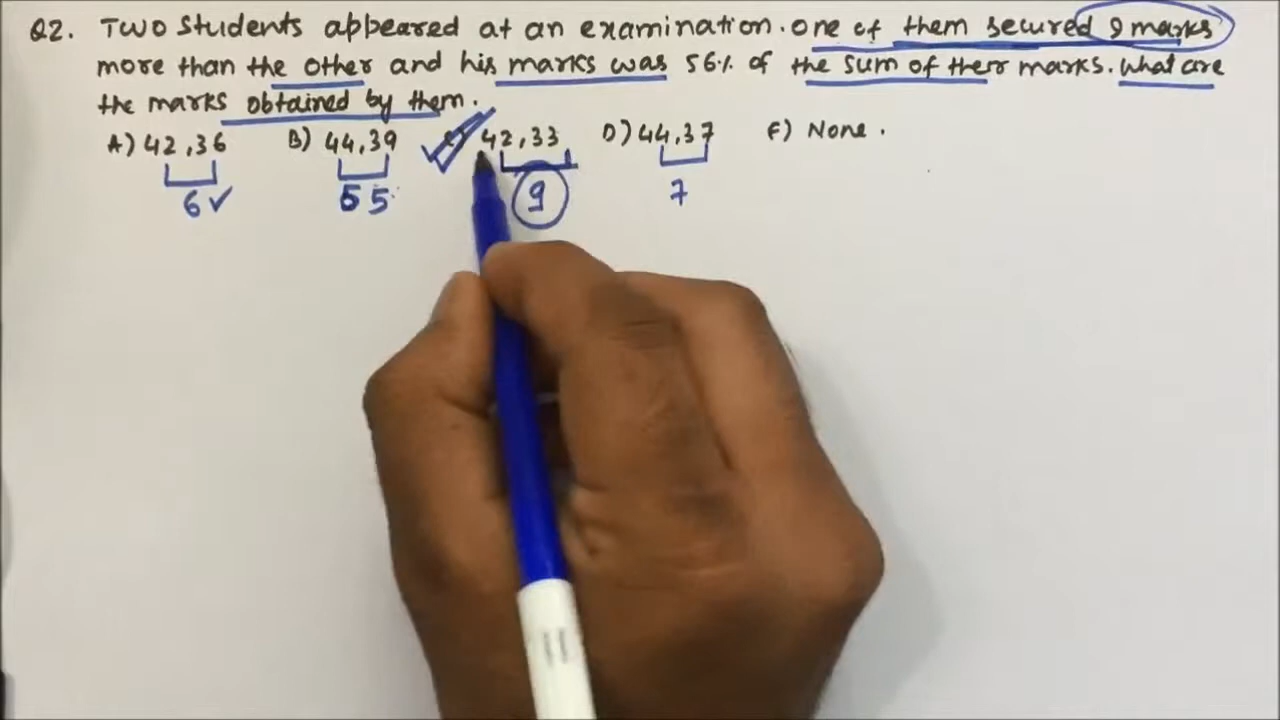 Q2. Two students appeared at an examination. one of them secured 9 marks
more than the other and his marks was 56% of the sum of their marks. What are
the marks obtained by them.
A) 42,36 B) 44,39 42,33 D) 44,37 F) None.
6 5 5 9 7